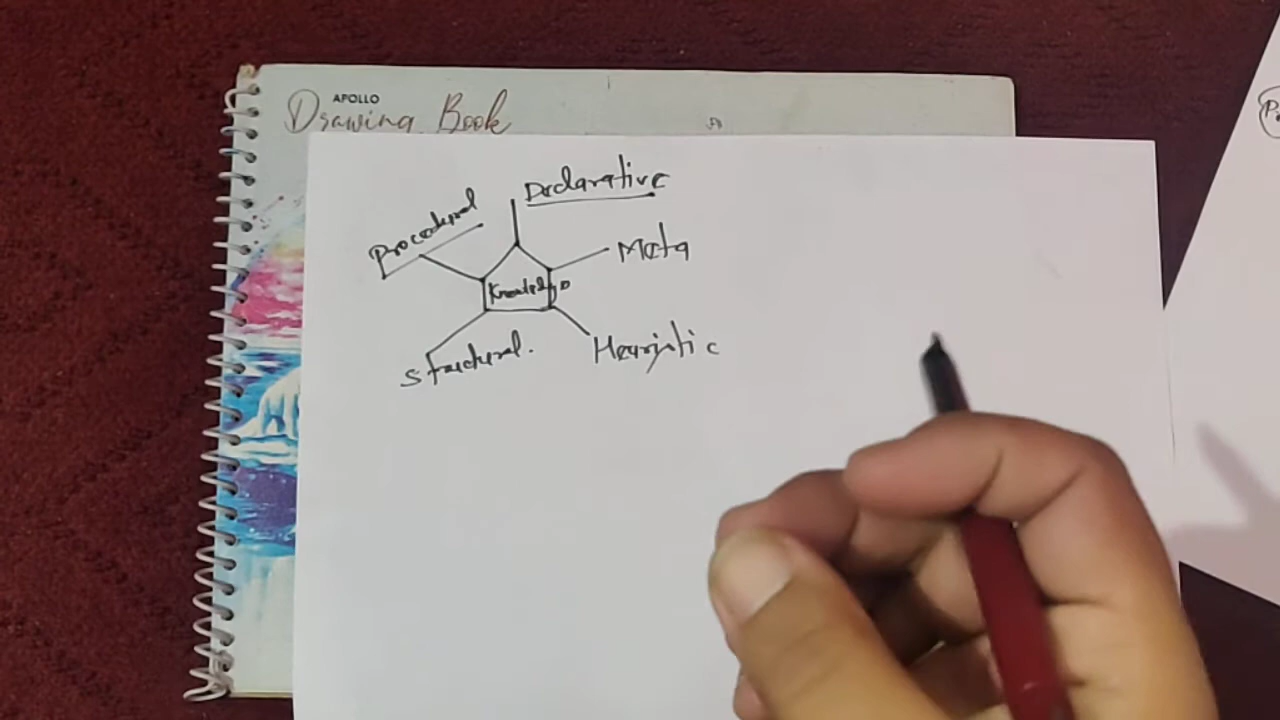 APOLLO
Drawing Book
Declarative
Procedural
Meta
Knowledge
Heuristic
Structural.